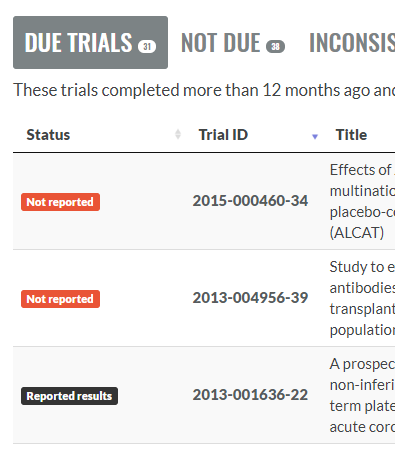 DUE TRIALS 31 NOT DUE 38 INCONSIS
These trials completed more than 12 months ago and
Status Trial ID Title
Effects of
multinatio
Not reported 2015-000460-34
placebo-c
(ALCAT)
Study to e
antibodies
Not reported 2013-004956-39
transplant
population
A prospec
non-inferi
Reported results 2013-001636-22
term plate
acute coro